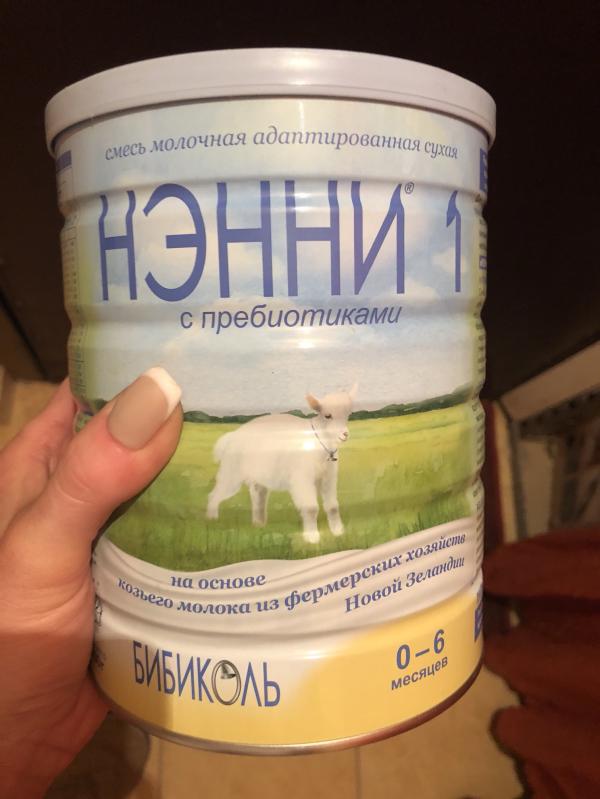 смесь молочная адаптированная сухая
НЭННИ® 1
с пребиотиками
на основе
козьего молока из фермерских хозяйств
Новой Зеландии
БИБИКОЛЬ
0–6
месяцев